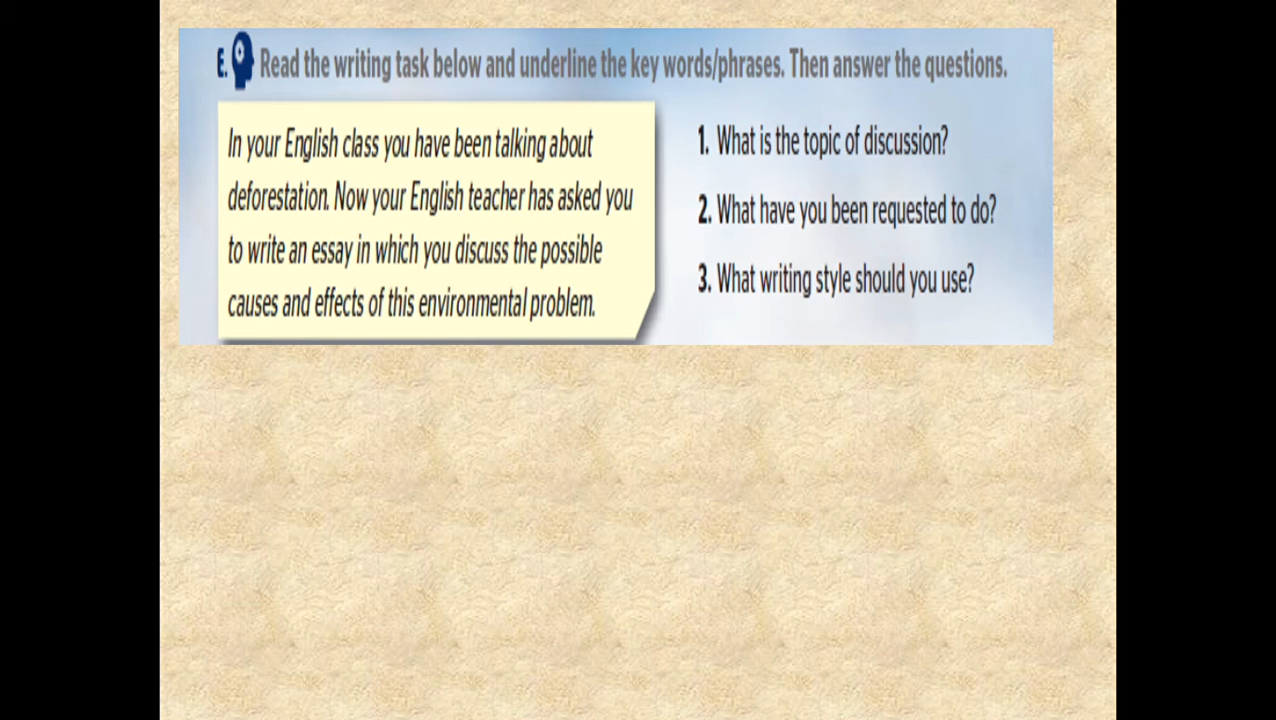 E. Read the writing task below and underline the key words/phrases. Then answer the questions.
In your English class you have been talking about
deforestation. Now your English teacher has asked you
to write an essay in which you discuss the possible
causes and effects of this environmental problem.
1. What is the topic of discussion?
2. What have you been requested to do?
3. What writing style should you use?